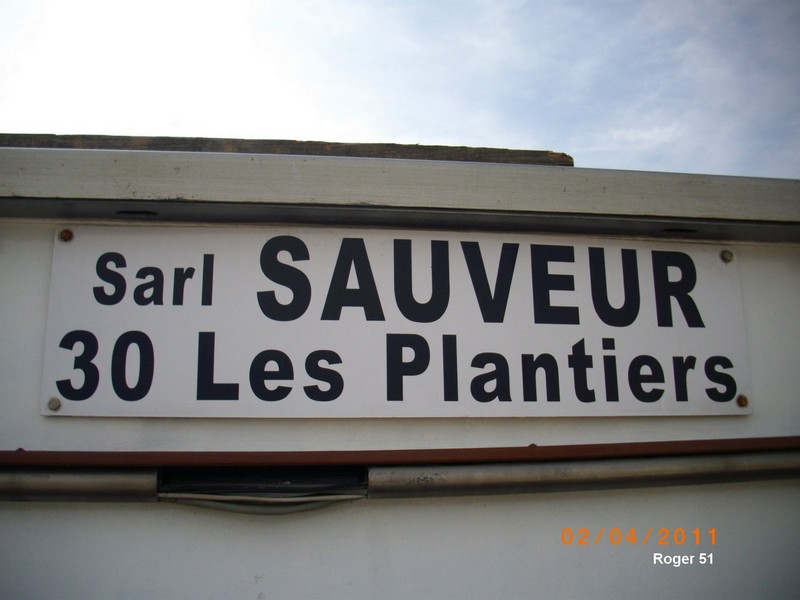 Sarl SAUVEUR
30 Les Plantiers
02/04/2011
Roger 51